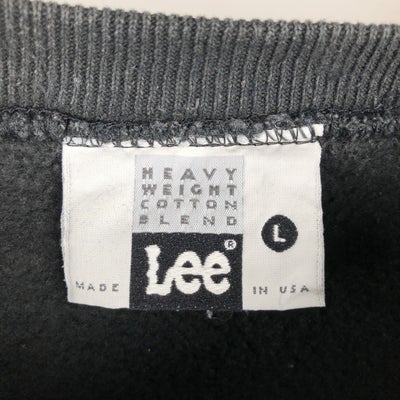 HEAVY
WEIGHT
COTTON
BLEND
L
Lee®
MADE IN USA